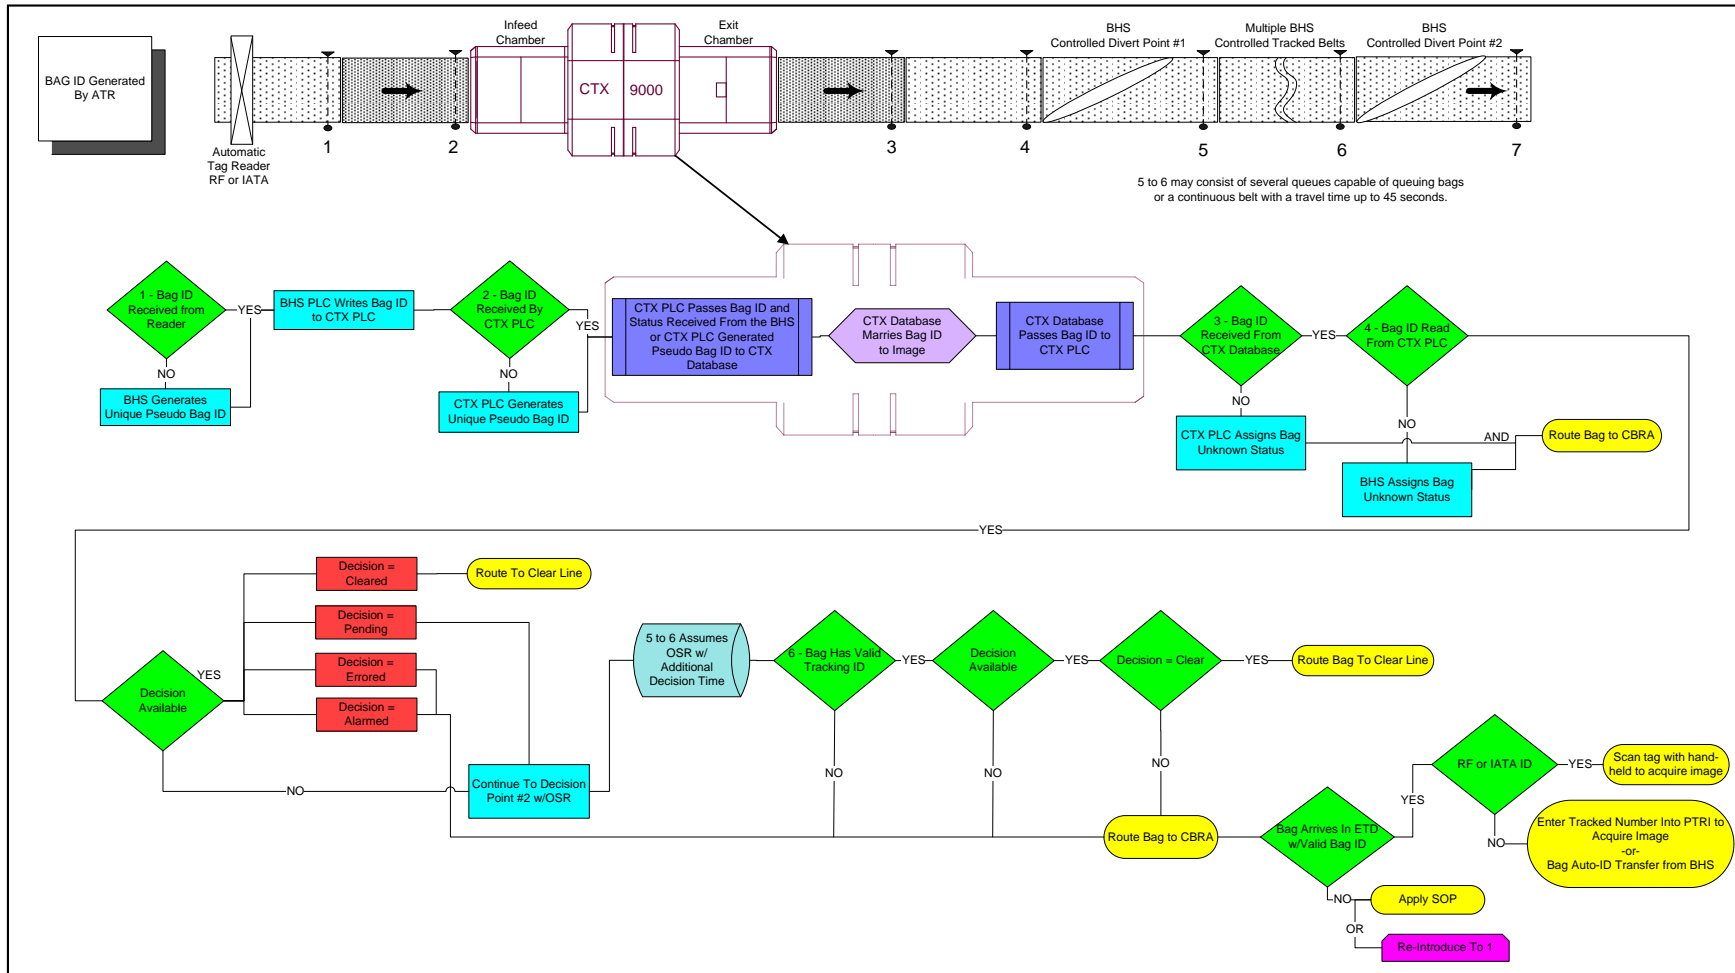 BAG ID Generated
By ATR
Automatic
Tag Reader
RF or IATA
1
2
Infeed
Chamber
CTX 9000
Exit
Chamber
3
4
BHS
Controlled Divert Point #1
5
Multiple BHS
Controlled Tracked Belts
6
BHS
Controlled Divert Point #2
7
5 to 6 may consist of several queues capable of queuing bags
or a continuous belt with a travel time up to 45 seconds.
1 - Bag ID
Received from
Reader
YES
NO
BHS Generates
Unique Pseudo Bag ID
BHS PLC Writes Bag ID
to CTX PLC
2 - Bag ID
Received By
CTX PLC
YES
NO
CTX PLC Generates
Unique Pseudo Bag ID
CTX PLC Passes Bag ID and
Status Received From the BHS
or CTX PLC Generated
Pseudo Bag ID to CTX
Database
CTX Database
Marries Bag ID
to Image
CTX Database
Passes Bag ID to
CTX PLC
3 - Bag ID
Received From
CTX Database
YES
NO
CTX PLC Assigns Bag
Unknown Status
4 - Bag ID Read
From CTX PLC
NO
BHS Assigns Bag
Unknown Status
AND
Route Bag to CBRA
YES
Decision
Available
YES
NO
Decision =
Cleared
Route To Clear Line
Decision =
Pending
Decision =
Errored
Decision =
Alarmed
Continue To Decision
Point #2 w/OSR
5 to 6 Assumes
OSR w/
Additional
Decision Time
6 - Bag Has Valid
Tracking ID
YES
NO
Decision
Available
YES
NO
Decision = Clear
YES
NO
Route Bag To Clear Line
Route Bag to CBRA
Bag Arrives In ETD
w/Valid Bag ID
YES
NO
Apply SOP
OR
Re-Introduce To 1
RF or IATA ID
YES
NO
Scan tag with hand-
held to acquire image
Enter Tracked Number Into PTRI to
Acquire Image
-or-
Bag Auto-ID Transfer from BHS